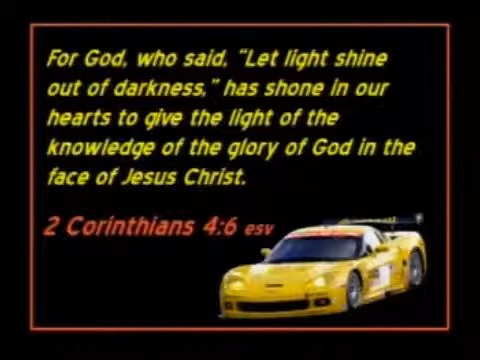 For God, who said, "Let light shine
out of darkness," has shone in our
hearts to give the light of the
knowledge of the glory of God in the
face of Jesus Christ.
2 Corinthians 4:6 esv